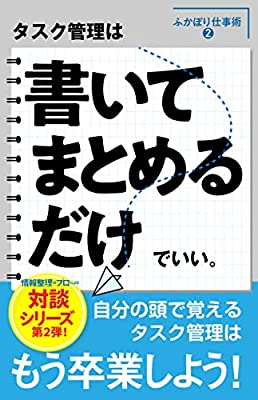 ふかぼり仕事術
2
タスク管理は
書いて
まとめる
だけ
でいい。
対談
シリーズ
第2弾!
自分の頭で覚える
タスク管理は
もう卒業しよう!